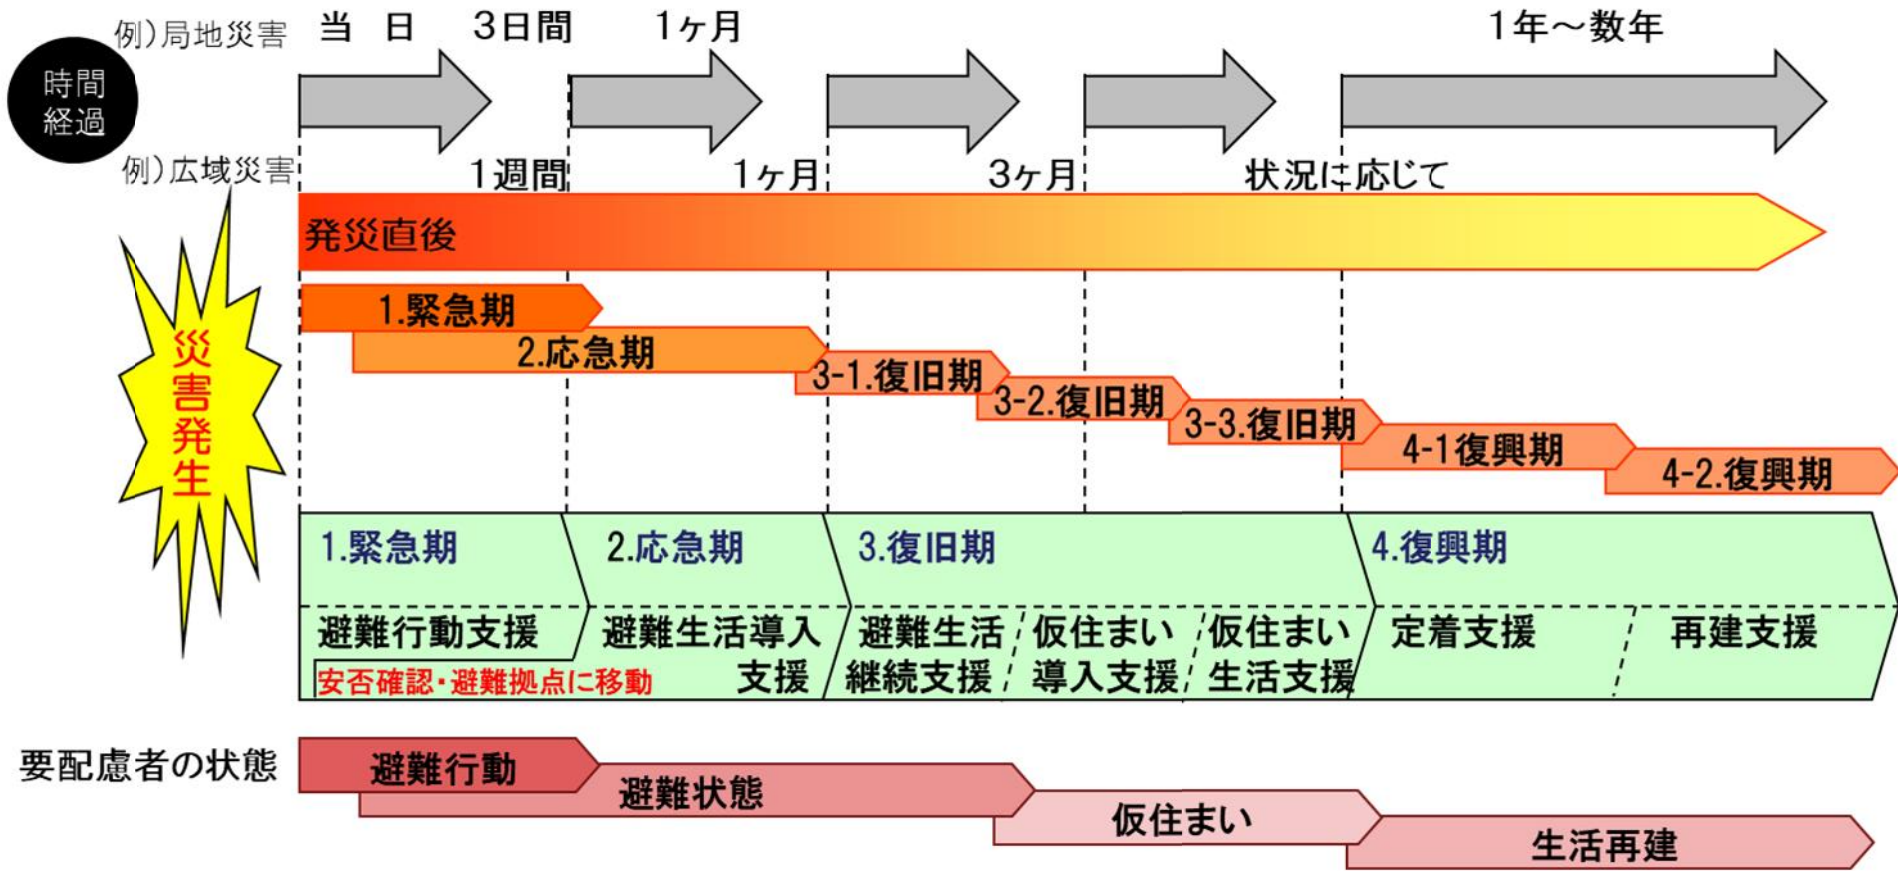 例）局地災害
当 日
3日間
1ヶ月
1年～数年
時間
経過
例）広域災害
1週間
1ヶ月
3ヶ月
状況に応じて
発災直後
災害発生
1.緊急期
2.応急期
3-1.復旧期
3-2.復旧期
3-3.復旧期
4-1復興期
4-2.復興期
1.緊急期
2.応急期
3.復旧期
4.復興期
避難行動支援
安否確認・避難拠点に移動
避難生活導入
支援
避難生活
継続支援
仮住まい
導入支援
仮住まい
生活支援
定着支援
再建支援
要配慮者の状態
避難行動
避難状態
仮住まい
生活再建